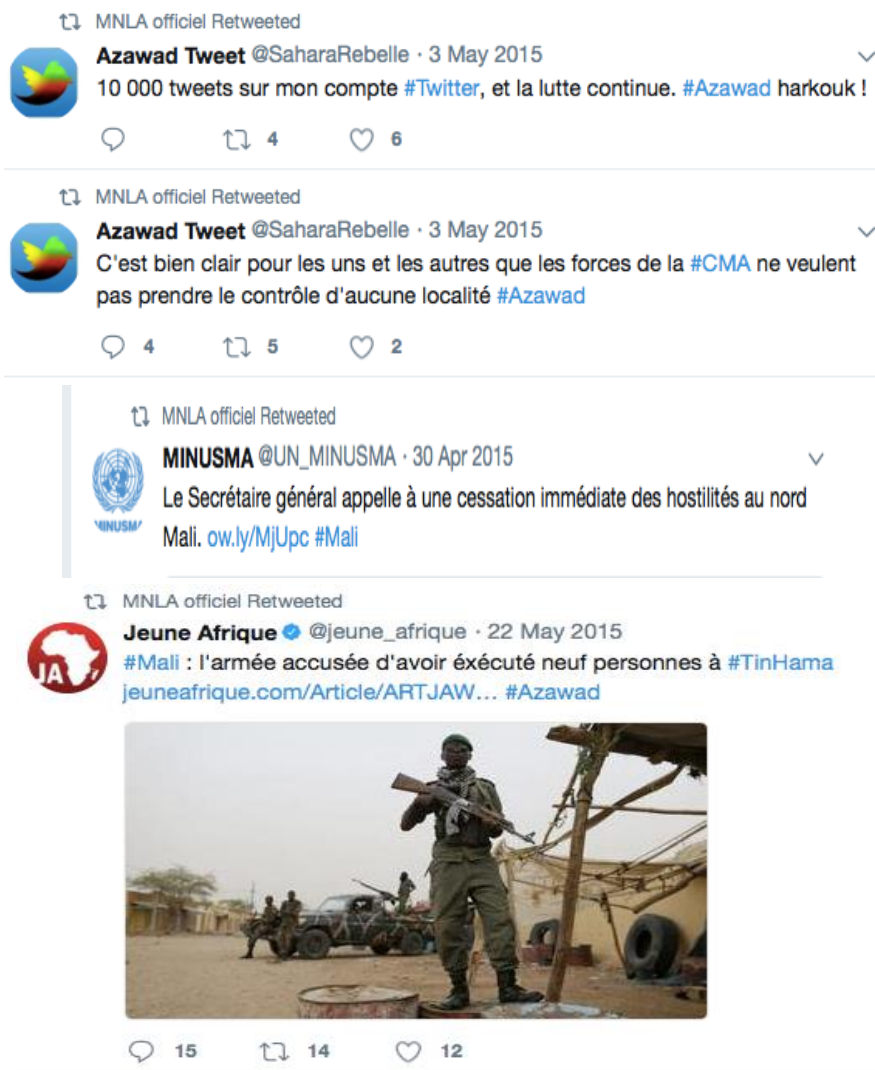 MNLA officiel Retweeted
Azawad Tweet @SaharaRebelle · 3 May 2015
10 000 tweets sur mon compte #Twitter, et la lutte continue. #Azawad harkouk !
4 6
MNLA officiel Retweeted
Azawad Tweet @SaharaRebelle · 3 May 2015
C'est bien clair pour les uns et les autres que les forces de la #CMA ne veulent
pas prendre le contrôle d'aucune localité #Azawad
4 5 2
MNLA officiel Retweeted
MINUSMA @UN_MINUSMA · 30 Apr 2015
Le Secrétaire général appelle à une cessation immédiate des hostilités au nord
Mali. ow.ly/MjUpc #Mali
MINUSMA
MNLA officiel Retweeted
Jeune Afrique @jeune_afrique · 22 May 2015
#Mali : l'armée accusée d'avoir éxécuté neuf personnes à #TinHama
JA
jeuneafrique.com/Article/ARTJAW... #Azawad
15 14 12